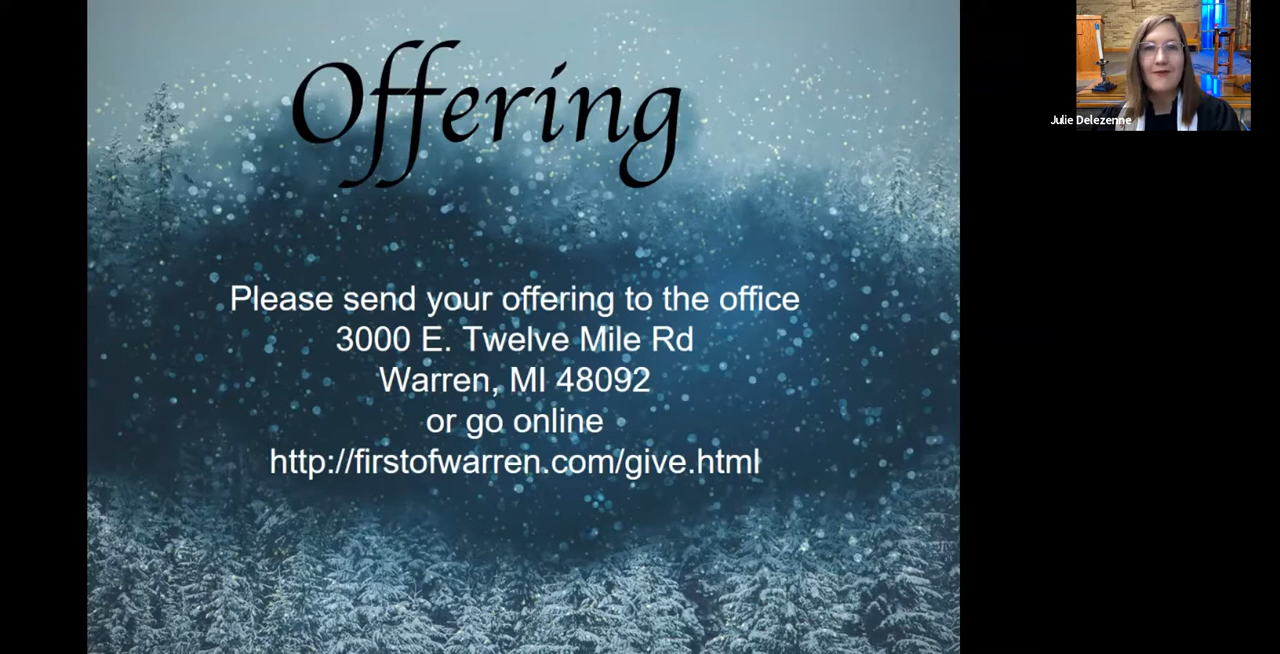 Offering
Please send your offering to the office
3000 E. Twelve Mile Rd
Warren, MI 48092
or go online
http://firstofwarren.com/give.html
Julie Delezenne